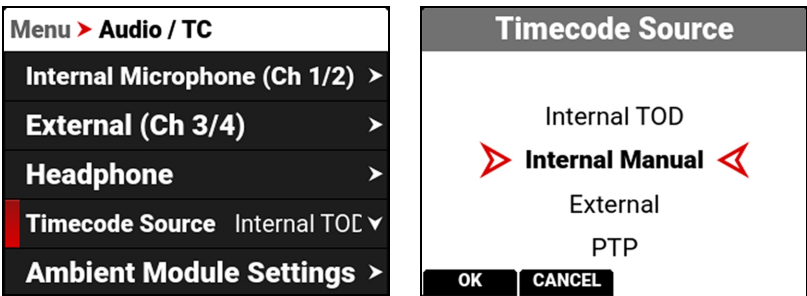 Menu > Audio / TC
Internal Microphone (Ch 1/2) >
External (Ch 3/4) >
Headphone >
Timecode Source Internal TOD
Ambient Module Settings >
Timecode Source
Internal TOD
Internal Manual
External
PTP
OK CANCEL